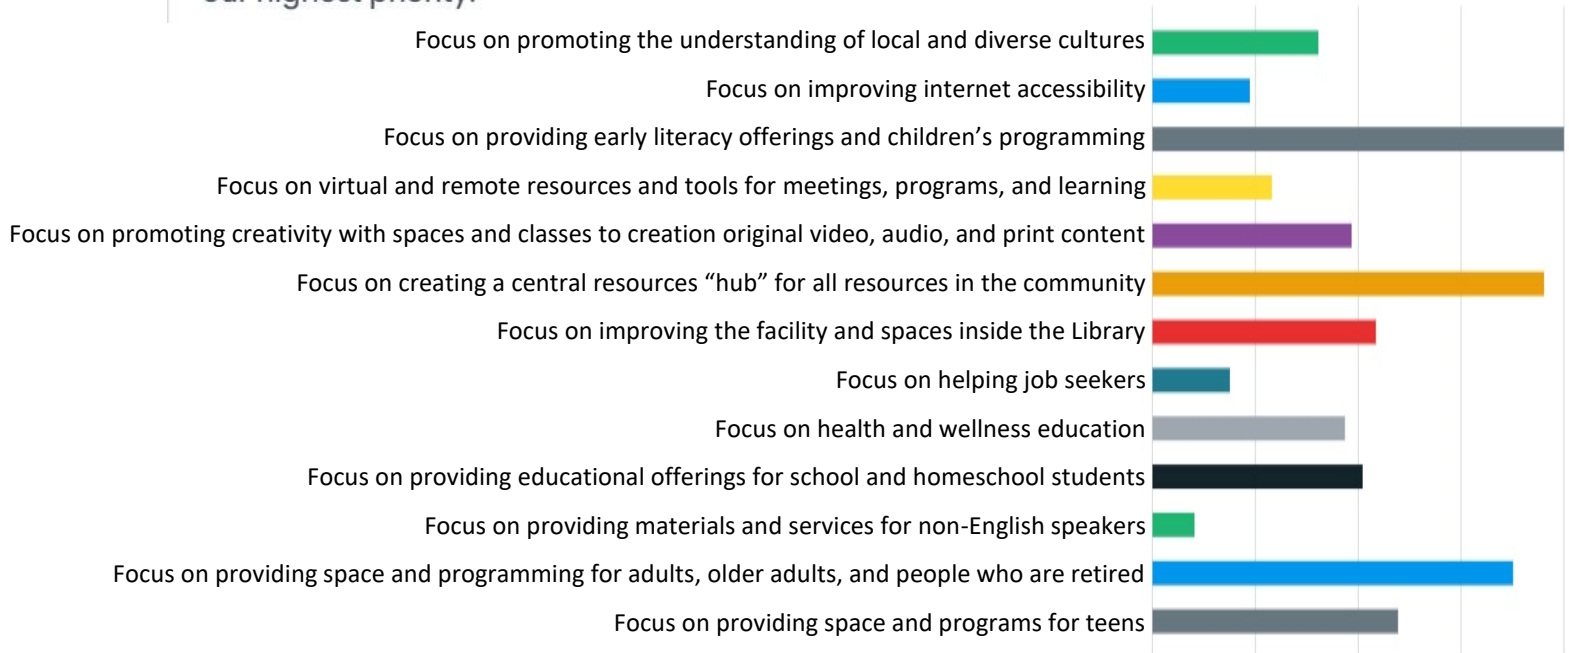 our highest priority.
Focus on promoting the understanding of local and diverse cultures
Focus on improving internet accessibility
Focus on providing early literacy offerings and children’s programming
Focus on virtual and remote resources and tools for meetings, programs, and learning
Focus on promoting creativity with spaces and classes to creation original video, audio, and print content
Focus on creating a central resources “hub” for all resources in the community
Focus on improving the facility and spaces inside the Library
Focus on helping job seekers
Focus on health and wellness education
Focus on providing educational offerings for school and homeschool students
Focus on providing materials and services for non-English speakers
Focus on providing space and programming for adults, older adults, and people who are retired
Focus on providing space and programs for teens